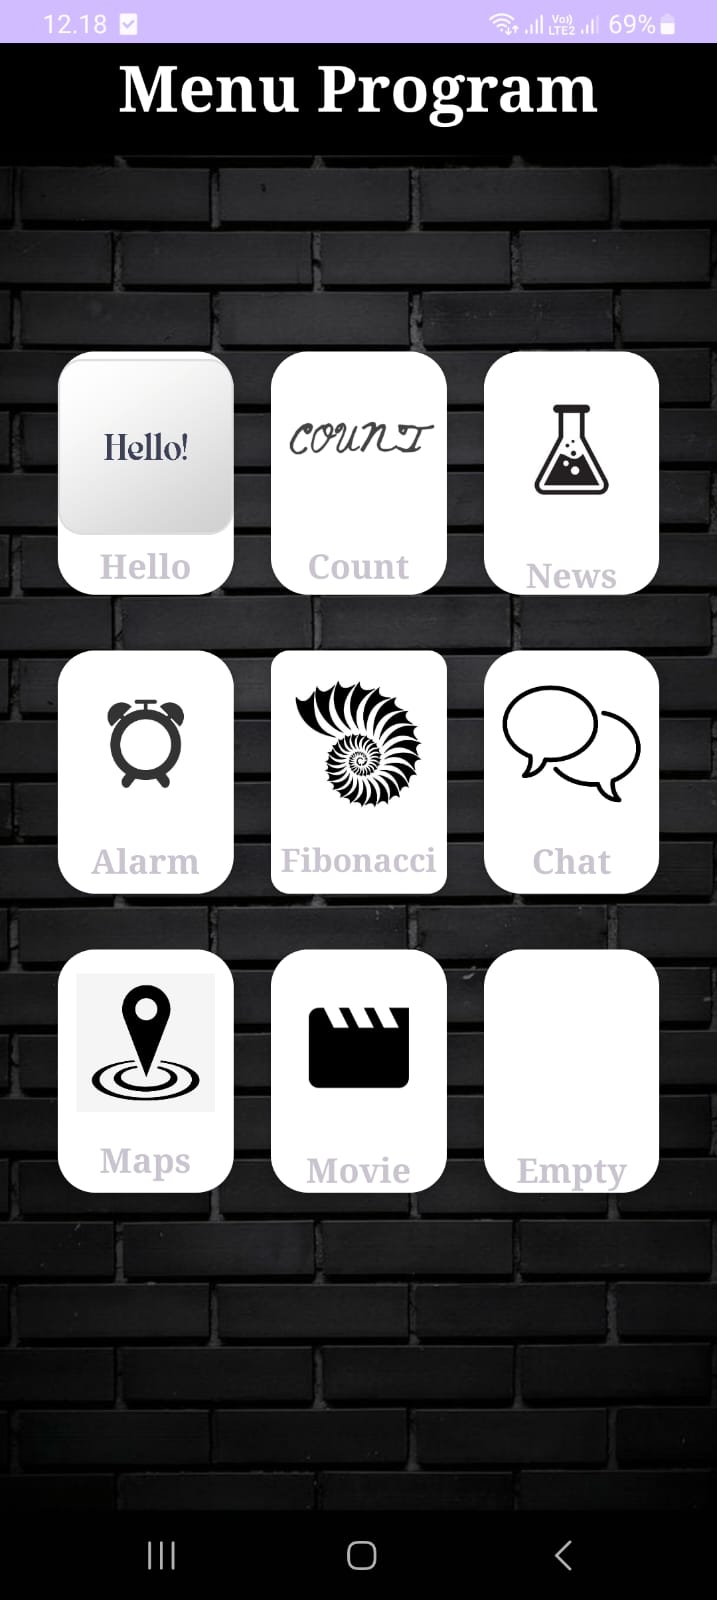 12.18 Vo) LTE2 69%
Menu Program
Hello! COUNT
Hello Count News
Alarm Fibonacci Chat
Maps Movie Empty